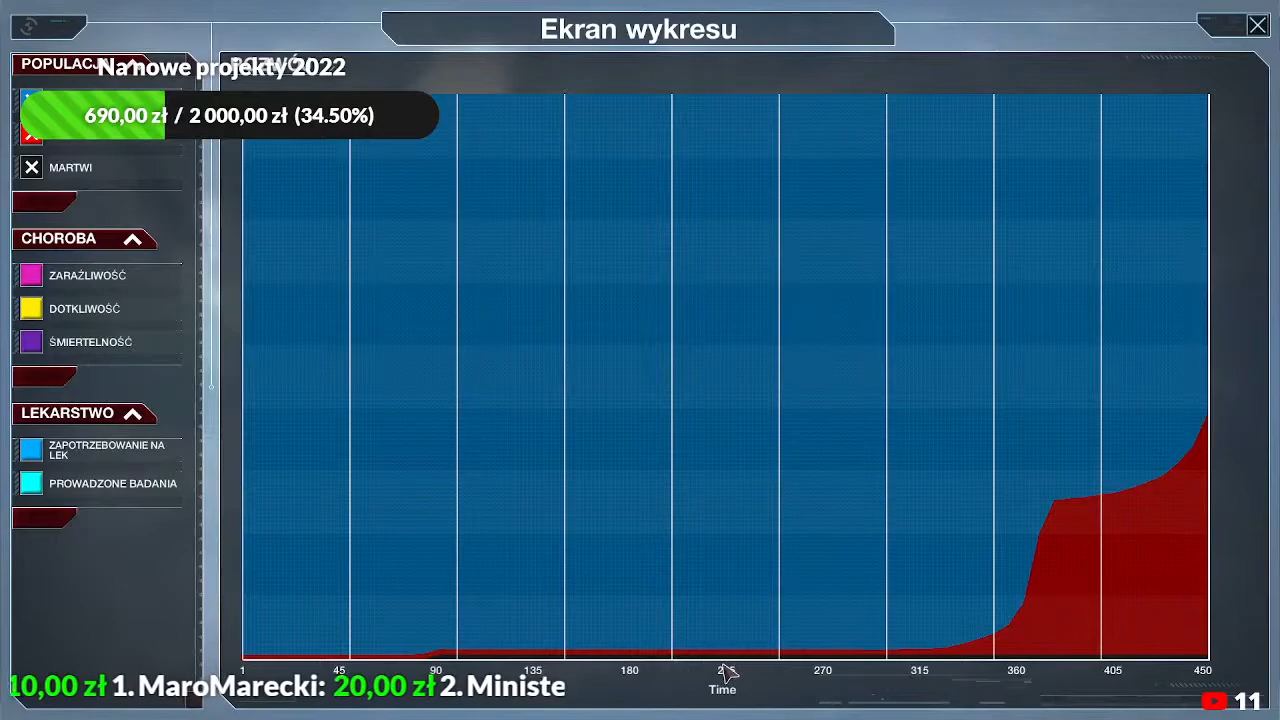 Ekran wykresu
POPULACJA
Na nowe projekty 2022
690,00 zł / 2 000,00 zł (34.50%)
MARTWI
CHOROBA
ZARAŹLIWOŚĆ
DOTKLIWOŚĆ
ŚMIERTELNOŚĆ
LEKARSTWO
ZAPOTRZEBOWANIE NA
LEK
PROWADZONE BADANIA
1 45 90 135 180 270 315 360 405 450
Time
10,00 zł 1. MaroMarecki: 20,00 zł 2. Ministe
11